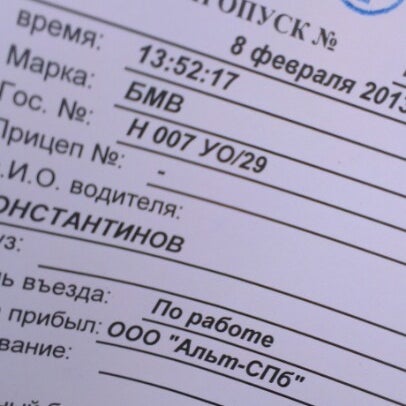 ОПУСК №
8 февраля 2013
время: 13:52:17
Марка: БМВ
Гос. №: Н 007 УО/29
Прицеп №: -
.И.О. водителя:
ОНСТАНТИНОВ
уз:
ь въезда: По работе
прибыл: ООО "Альт-СПб"
вание: